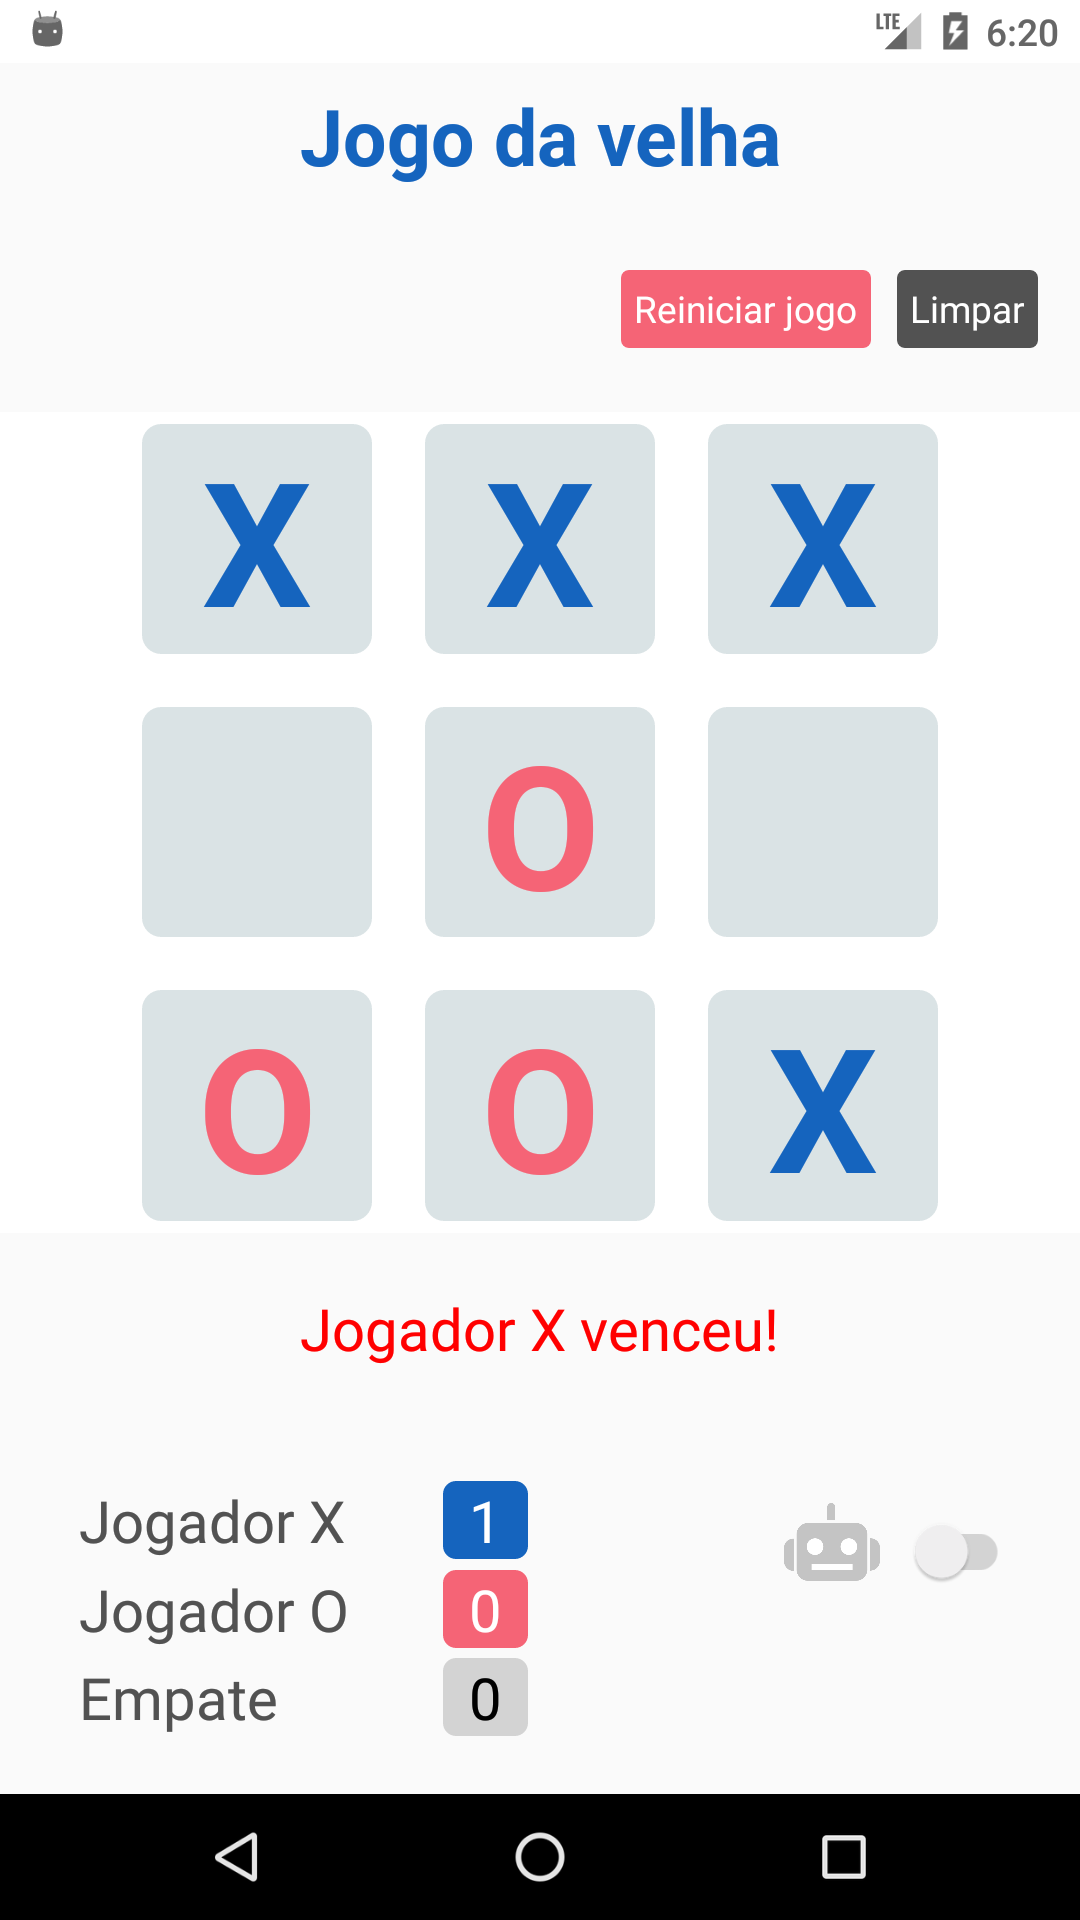 LTE 6:20
Jogo da velha
Reiniciar jogo Limpar
X X X
O
O O X
Jogador X venceu!
Jogador X 1
Jogador O 0
Empate 0